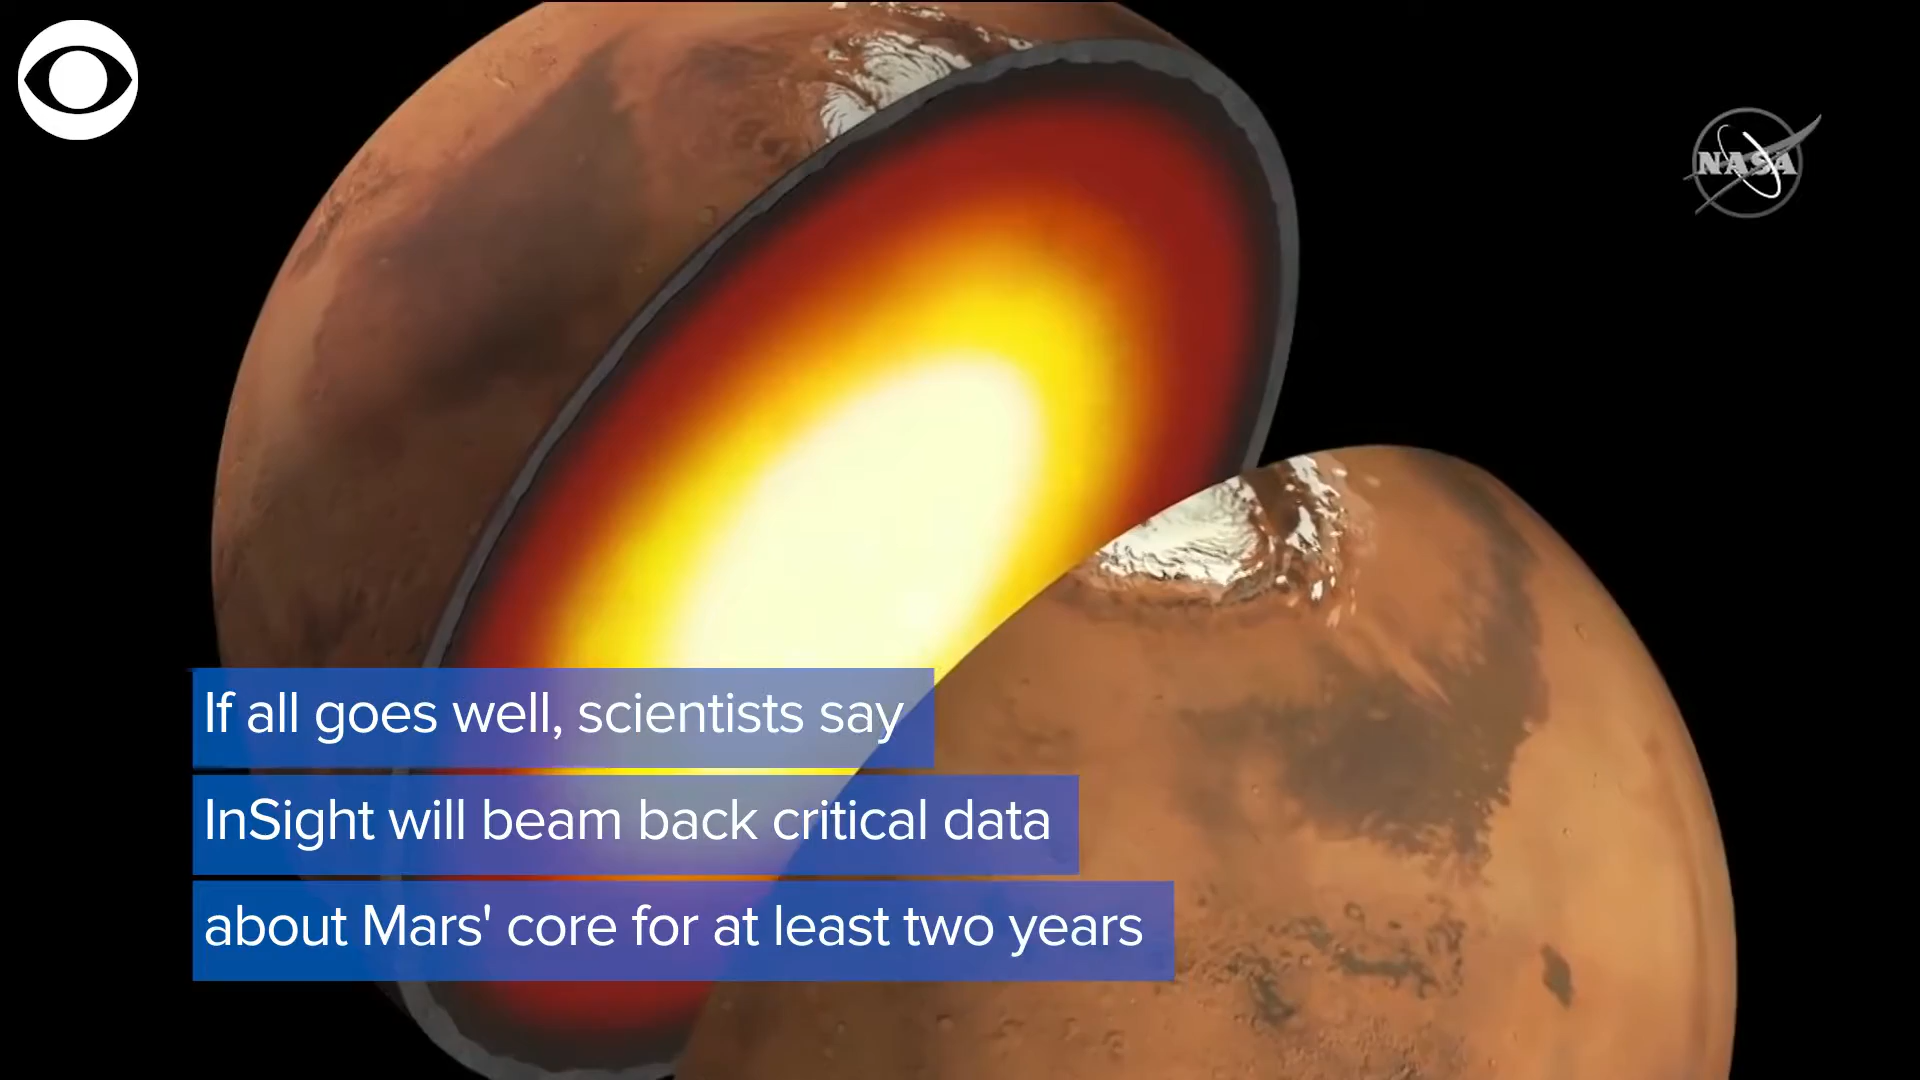 NASA
If all goes well, scientists say
InSight will beam back critical data
about Mars' core for at least two years